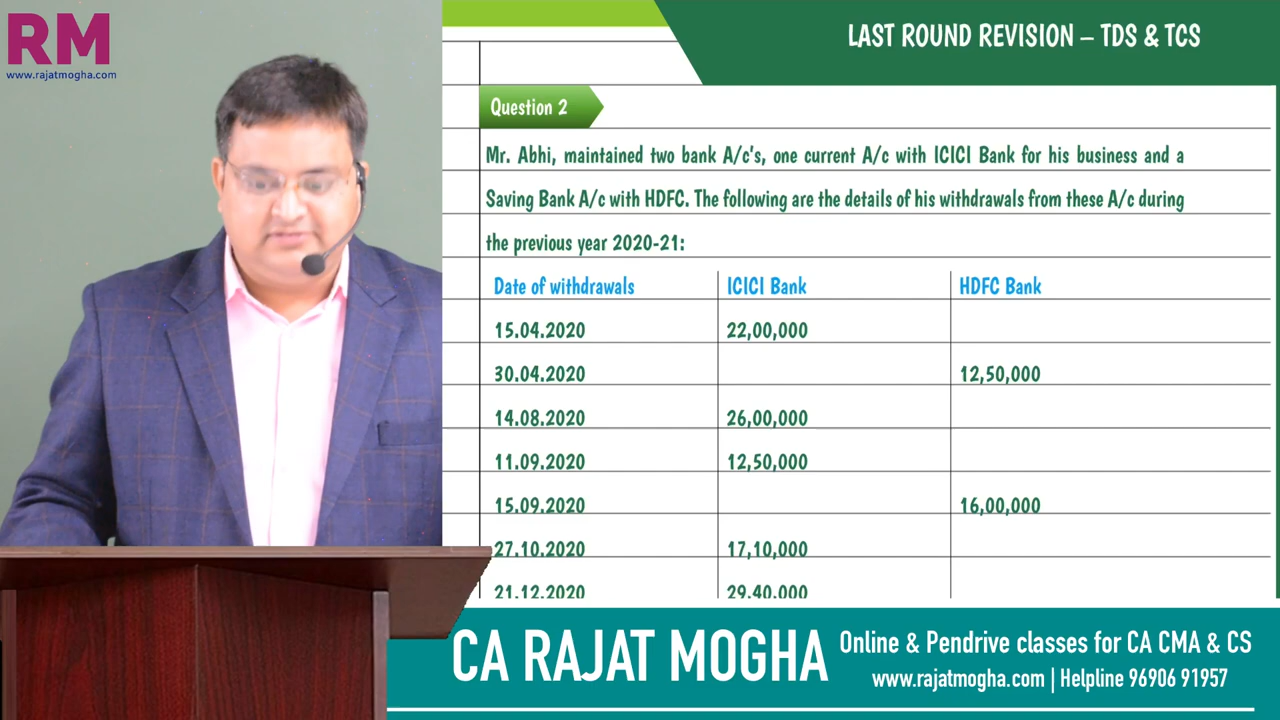 RM
www.rajatmogha.com
LAST ROUND REVISION – TDS & TCS
Question 2
Mr. Abhi, maintained two bank A/c's, one current A/c with ICICI Bank for his business and a
Saving Bank A/c with HDFC. The following are the details of his withdrawals from these A/c during
the previous year 2020-21:
Date of withdrawals ICICI Bank HDFC Bank
15.04.2020 22,00,000
30.04.2020 12,50,000
14.08.2020 26,00,000
11.09.2020 12,50,000
15.09.2020 16,00,000
27.10.2020 17,10,000
21.12.2020 29,40,000
CA RAJAT MOGHA
Online & Pendrive classes for CA CMA & CS
www.rajatmogha.com | Helpline 96906 91957